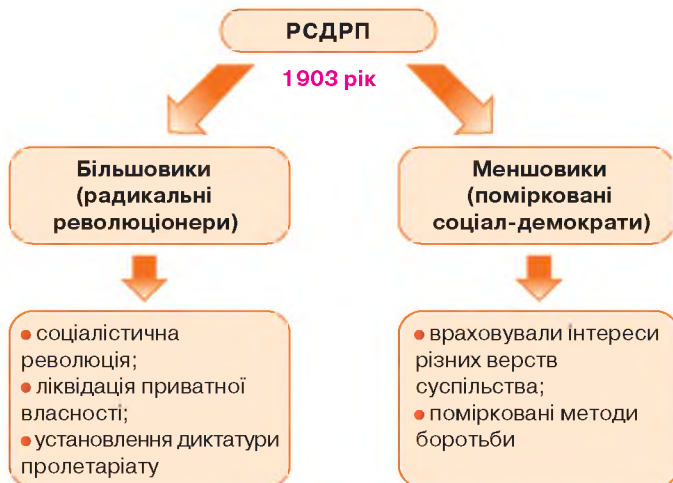 РСДРП
1903 рік
Більшовики
(радикальні
революціонери)
Меншовики
(помірковані
соціал-демократи)
• соціалістична
революція;
• ліквідація приватної
власності;
• установлення диктатури
пролетаріату
• враховували інтереси
різних верств
суспільства;
• помірковані методи
боротьби